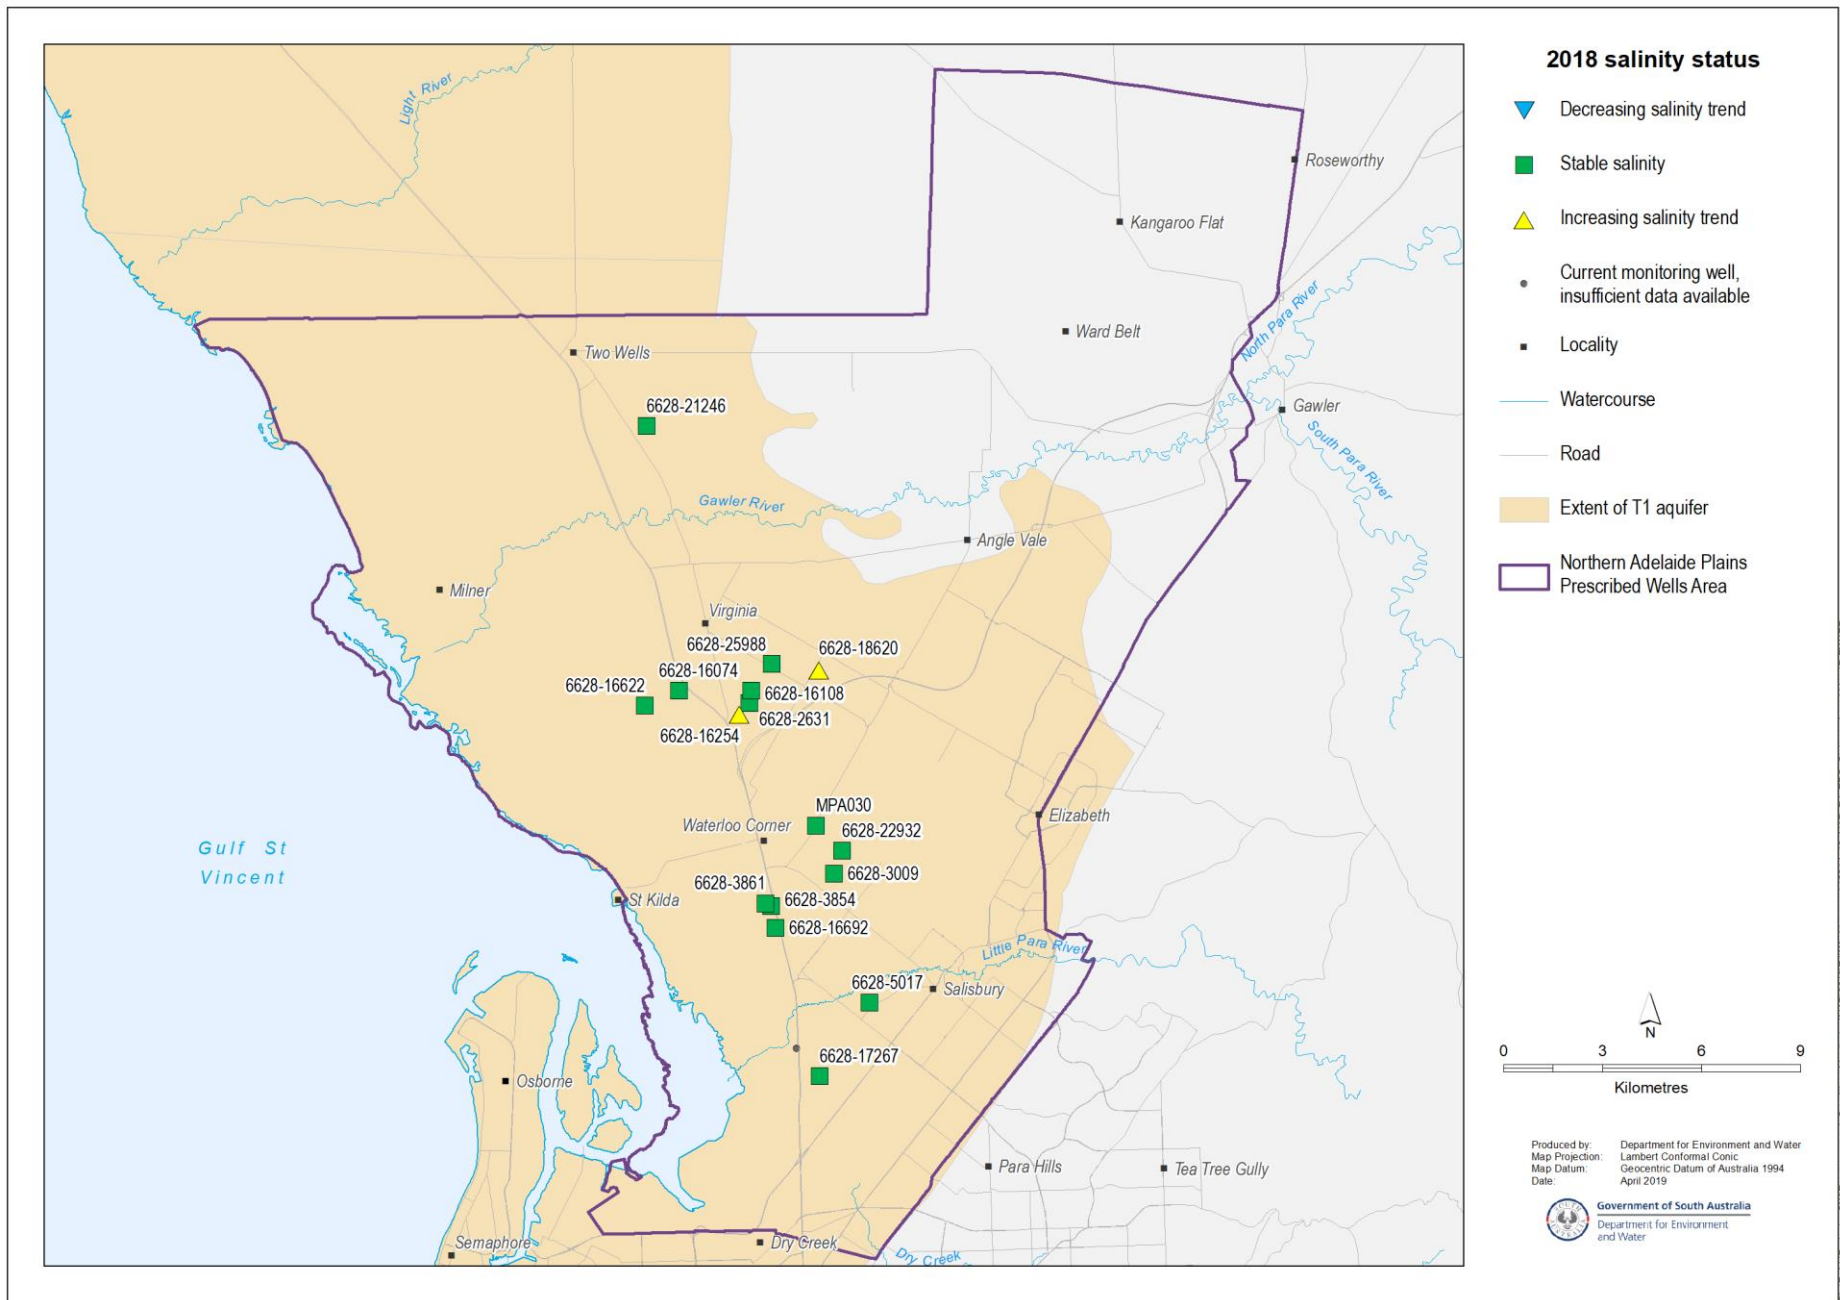 2018 salinity status
Decreasing salinity trend
Stable salinity
Increasing salinity trend
Current monitoring well,
insufficient data available
Locality
Watercourse
Road
Extent of T1 aquifer
Northern Adelaide Plains
Prescribed Wells Area
Light River
Roseworthy
Kangaroo Flat
North Para River
Ward Belt
Two Wells
6628-21246
Gawler
South Para River
Gawler River
Angle Vale
Milner
Virginia
6628-25988
6628-18620
6628-16074
6628-16622
6628-16108
6628-2631
6628-16254
MPA030
Elizabeth
Waterloo Corner
6628-22932
Gulf St
Vincent
6628-3009
6628-3861
6628-3854
St Kilda
6628-16692
Little Para River
6628-5017
Salisbury
6628-17267
Osborne
Para Hills
Tea Tree Gully
Semaphore
Dry Creek
Dry Creek
N
0 3 6 9
Kilometres
Produced by: Department for Environment and Water
Map Projection: Lambert Conformal Conic
Map Datum: Geocentric Datum of Australia 1994
Date: April 2019
Government of South Australia
Department for Environment
and Water